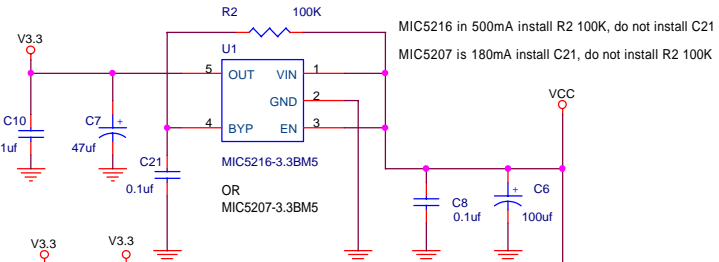 R2 100K
MIC5216 in 500mA install R2 100K, do not install C21
MIC5207 is 180mA install C21, do not install R2 100K
V3.3
U1
5 OUT VIN 1
GND 2
4 BYP EN 3
VCC
C10
1uf
C7
+
47uf
C21
0.1uf
MIC5216-3.3BM5
OR
MIC5207-3.3BM5
C8
0.1uf
+
C6
100uf
V3.3
V3.3